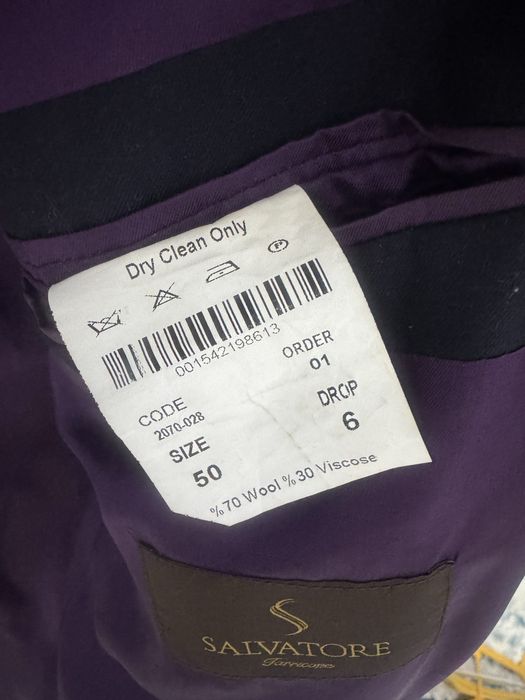 Dry Clean Only
P
001542198613
CODE
2070-028
ORDER
01
SIZE
50
DROP
6
%70 Wool %30 Viscose
SALVATORE